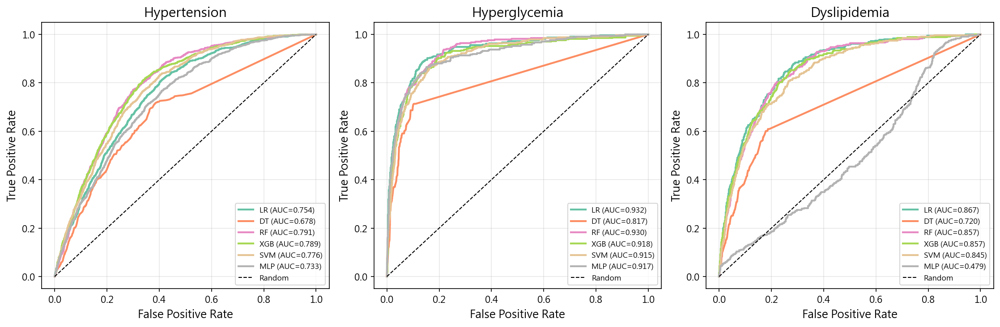 Hypertension
True Positive Rate
1.0
0.8
0.6
0.4
0.2
0.0
LR (AUC=0.754)
DT (AUC=0.678)
RF (AUC=0.791)
XGB (AUC=0.789)
SVM (AUC=0.776)
MLP (AUC=0.733)
Random
0.0 0.2 0.4 0.6 0.8 1.0
False Positive Rate
Hyperglycemia
True Positive Rate
1.0
0.8
0.6
0.4
0.2
0.0
LR (AUC=0.932)
DT (AUC=0.817)
RF (AUC=0.930)
XGB (AUC=0.918)
SVM (AUC=0.915)
MLP (AUC=0.917)
Random
0.0 0.2 0.4 0.6 0.8 1.0
False Positive Rate
Dyslipidemia
True Positive Rate
1.0
0.8
0.6
0.4
0.2
0.0
LR (AUC=0.867)
DT (AUC=0.720)
RF (AUC=0.857)
XGB (AUC=0.857)
SVM (AUC=0.845)
MLP (AUC=0.479)
Random
0.0 0.2 0.4 0.6 0.8 1.0
False Positive Rate